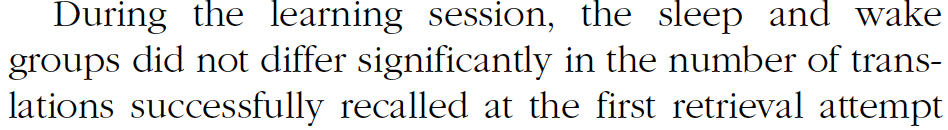 During the learning session, the sleep and wake
groups did not differ significantly in the number of trans-
lations successfully recalled at the first retrieval attempt